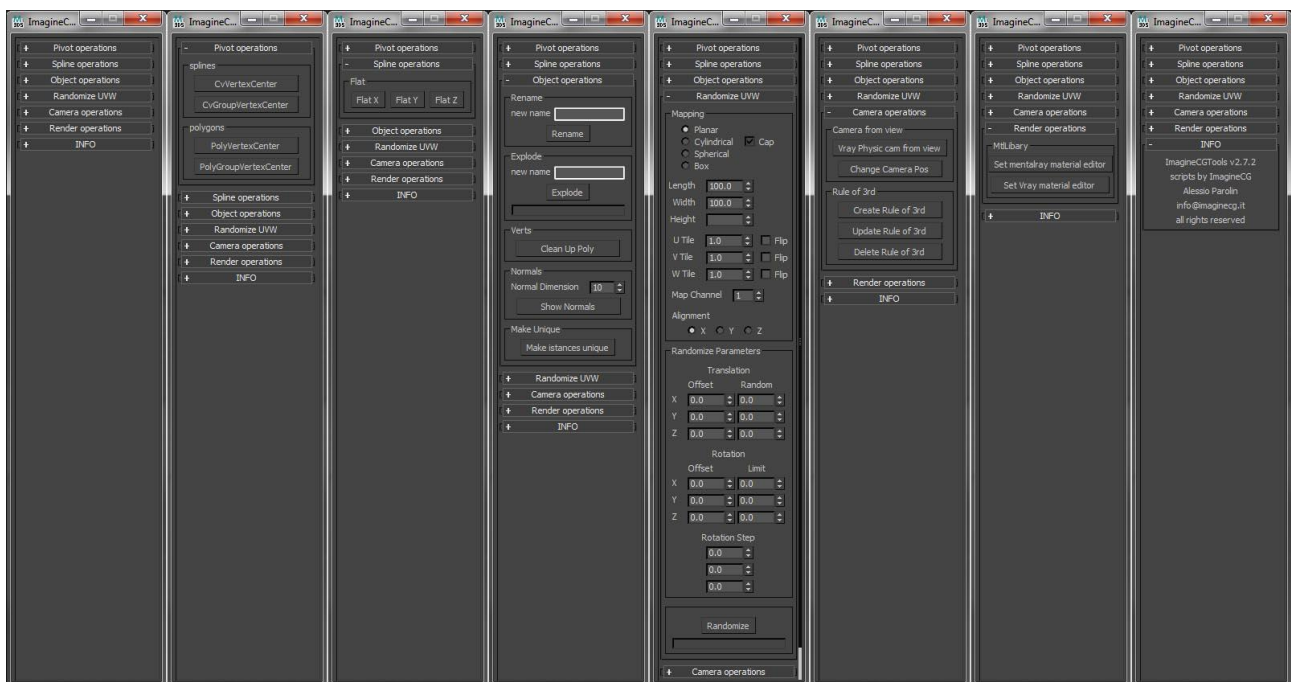 ImagineC...
+ Pivot operations
+ Spline operations
+ Object operations
+ Randomize UVW
+ Camera operations
+ Render operations
+ INFO
ImagineC...
- Pivot operations
splines
CvVertexCenter
CvGroupVertexCenter
polygons
PolyVertexCenter
PolyGroupVertexCenter
+ Spline operations
+ Object operations
+ Randomize UVW
+ Camera operations
+ Render operations
+ INFO
ImagineC...
+ Pivot operations
- Spline operations
Flat
Flat X Flat Y Flat Z
+ Object operations
+ Randomize UVW
+ Camera operations
+ Render operations
+ INFO
ImagineC...
+ Pivot operations
+ Spline operations
- Object operations
Rename
new name
Rename
Explode
new name
Explode
Verts
Clean Up Poly
Normals
Normal Dimension 10
Show Normals
Make Unique
Make istances unique
+ Randomize UVW
+ Camera operations
+ Render operations
+ INFO
ImagineC...
+ Pivot operations
+ Spline operations
+ Object operations
- Randomize UVW
Mapping
Planar
Cylindrical Cap
Spherical
Box
Length 100.0
Width 100.0
Height
U Tile 1.0 Flip
V Tile 1.0 Flip
W Tile 1.0 Flip
Map Channel 1
Alignment
X Y Z
Randomize Parameters
Translation
Offset Random
X 0.0 0.0
Y 0.0 0.0
Z 0.0 0.0
Rotation
Offset Limit
X 0.0 0.0
Y 0.0 0.0
Z 0.0 0.0
Rotation Step
0.0
0.0
0.0
Randomize
+ Camera operations
ImagineC...
+ Pivot operations
+ Spline operations
+ Object operations
+ Randomize UVW
- Camera operations
Camera from view
Vray Physic cam from view
Change Camera Pos
Rule of 3rd
Create Rule of 3rd
Update Rule of 3rd
Delete Rule of 3rd
+ Render operations
+ INFO
ImagineC...
+ Pivot operations
+ Spline operations
+ Object operations
+ Randomize UVW
+ Camera operations
- Render operations
MtlLibary
Set mentalray material editor
Set Vray material editor
+ INFO
ImagineC...
+ Pivot operations
+ Spline operations
+ Object operations
+ Randomize UVW
+ Camera operations
+ Render operations
- INFO
ImagineCGTools v2.7.2
scripts by ImagineCG
Alessio Parolin
info@imaginecg.it
all rights reserved